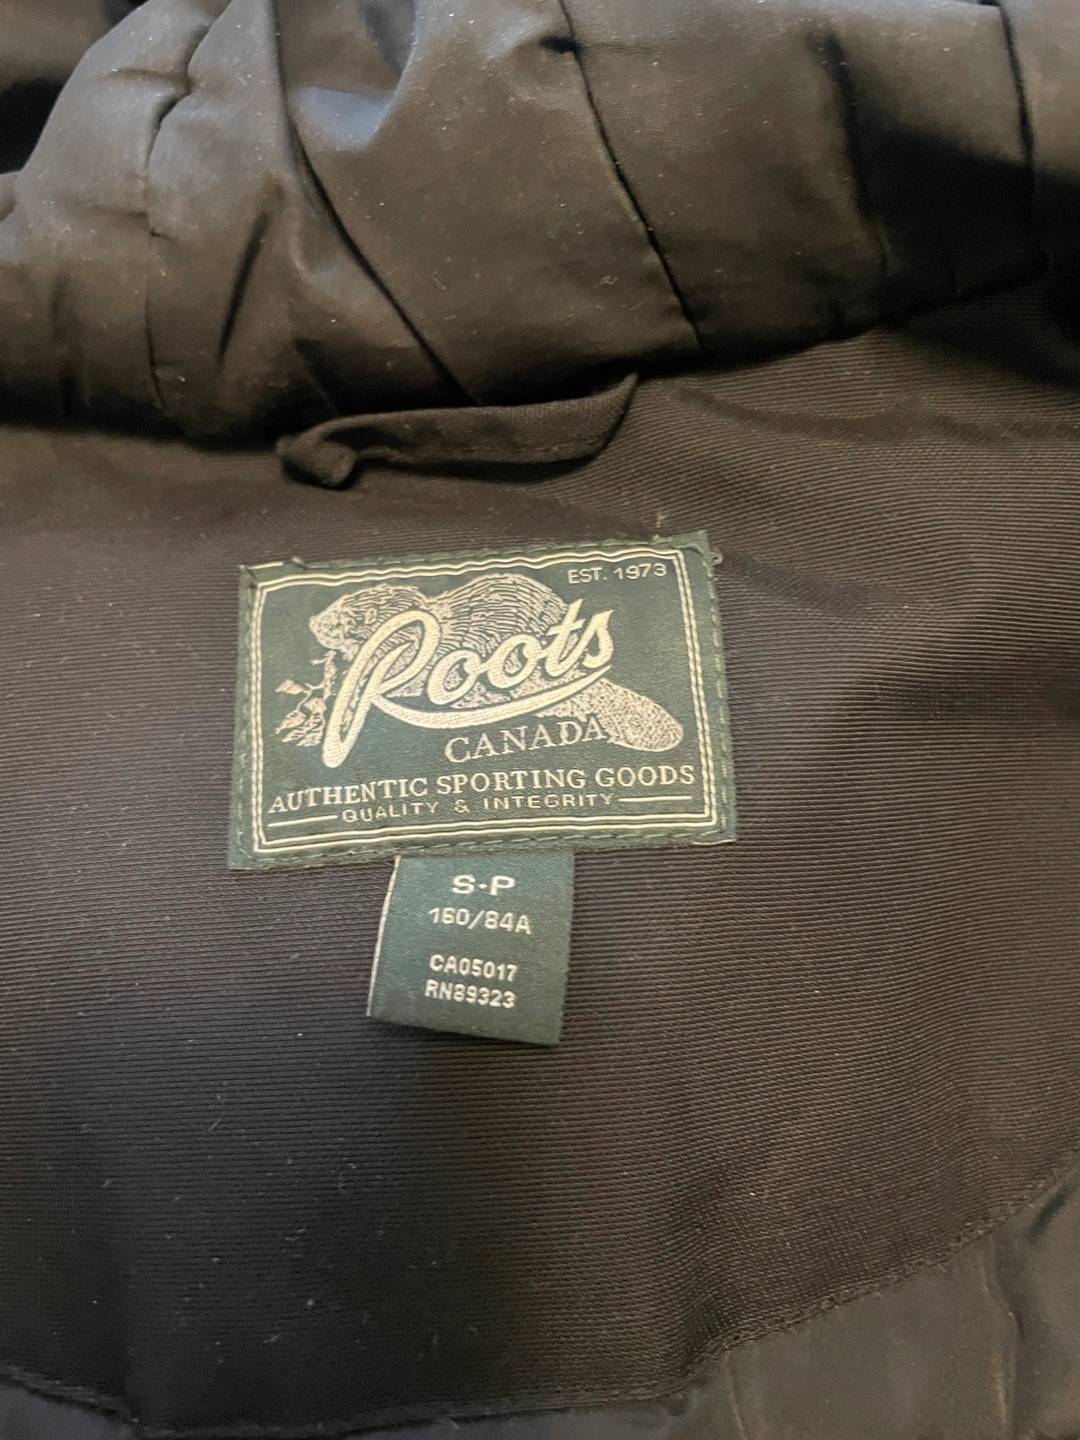 EST. 1973
Roots
CANADA
AUTHENTIC SPORTING GOODS
QUALITY & INTEGRITY
S-P
160/84A
CA05017
RN89323